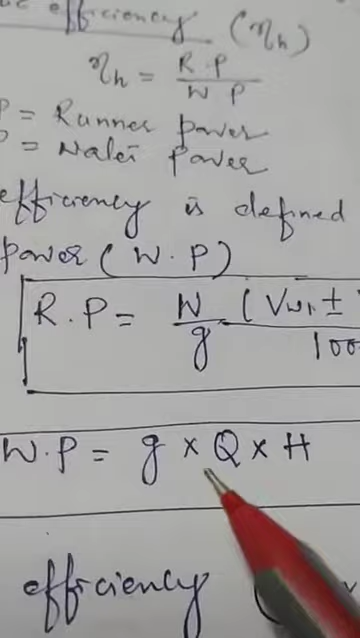 efficiency (ηh)
ηh = R.P / W P
P = Runner power
= Water Power
efficiency is defined
Power (W.P)
R.P = W/g (Vw1 ±
100
W.P = g × Q × H
efficiency (